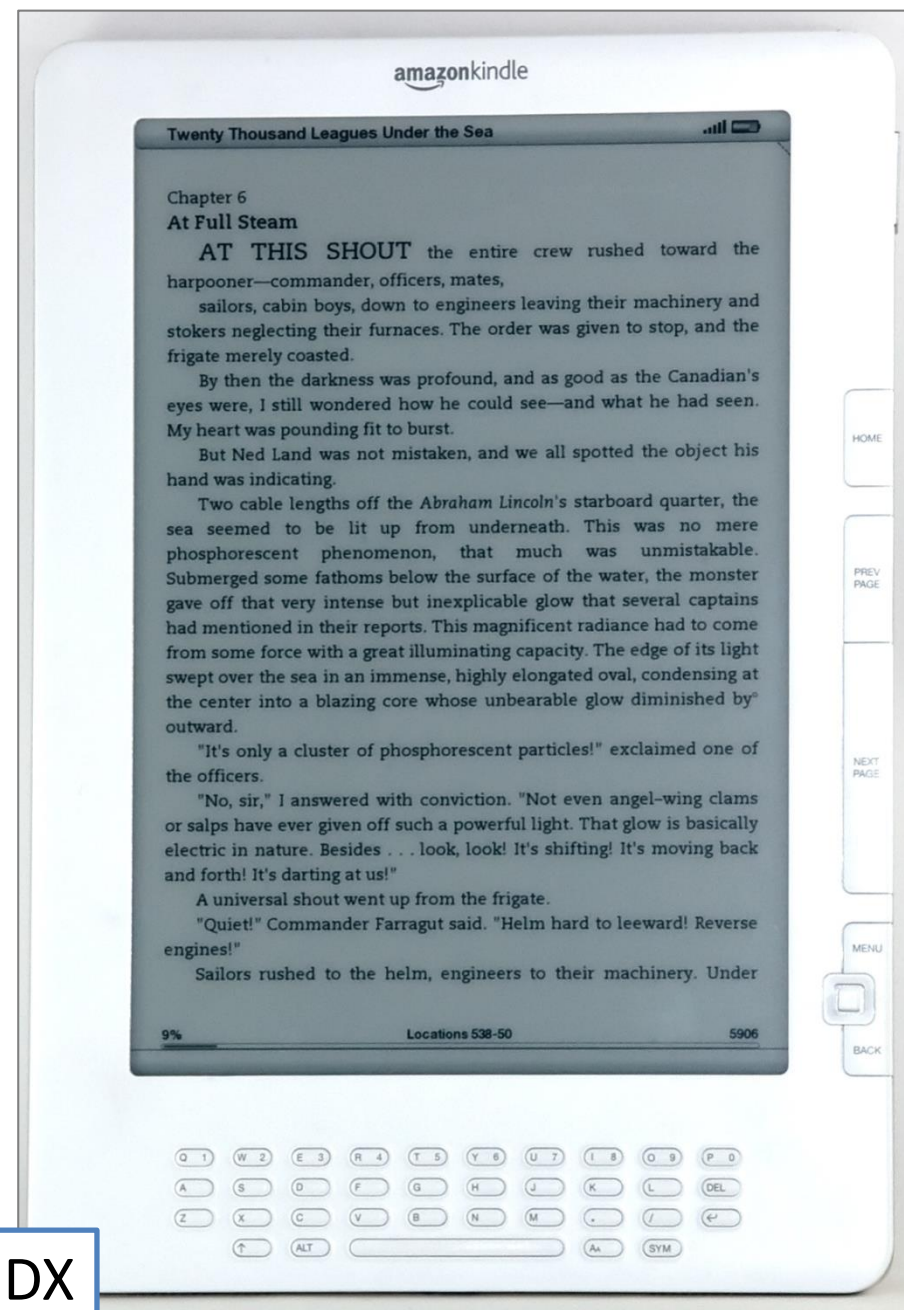 amazonkindle
Twenty Thousand Leagues Under the Sea
Chapter 6
At Full Steam
AT THIS SHOUT the entire crew rushed toward the
harpooner—commander, officers, mates,
sailors, cabin boys, down to engineers leaving their machinery and
stokers neglecting their furnaces. The order was given to stop, and the
frigate merely coasted.
By then the darkness was profound, and as good as the Canadian's
eyes were, I still wondered how he could see—and what he had seen.
My heart was pounding fit to burst.
But Ned Land was not mistaken, and we all spotted the object his
hand was indicating.
Two cable lengths off the Abraham Lincoln's starboard quarter, the
sea seemed to be lit up from underneath. This was no mere
phosphorescent phenomenon, that much was unmistakable.
Submerged some fathoms below the surface of the water, the monster
gave off that very intense but inexplicable glow that several captains
had mentioned in their reports. This magnificent radiance had to come
from some force with a great illuminating capacity. The edge of its light
swept over the sea in an immense, highly elongated oval, condensing at
the center into a blazing core whose unbearable glow diminished by°
outward.
"It's only a cluster of phosphorescent particles!" exclaimed one of
the officers.
"No, sir," I answered with conviction. "Not even angel-wing clams
or salps have ever given off such a powerful light. That glow is basically
electric in nature. Besides . . . look, look! It's shifting! It's moving back
and forth! It's darting at us!"
A universal shout went up from the frigate.
"Quiet!" Commander Farragut said. "Helm hard to leeward! Reverse
engines!"
Sailors rushed to the helm, engineers to their machinery. Under
9% Locations 538-50 5906
HOME
PREV
PAGE
NEXT
PAGE
MENU
BACK
Q 1 W 2 E 3 R 4 T 5 Y 6 U 7 I 8 O 9 P 0
A S D F G H J K L DEL
Z X C V B N M . / ↵
↑ ALT AA SYM
DX